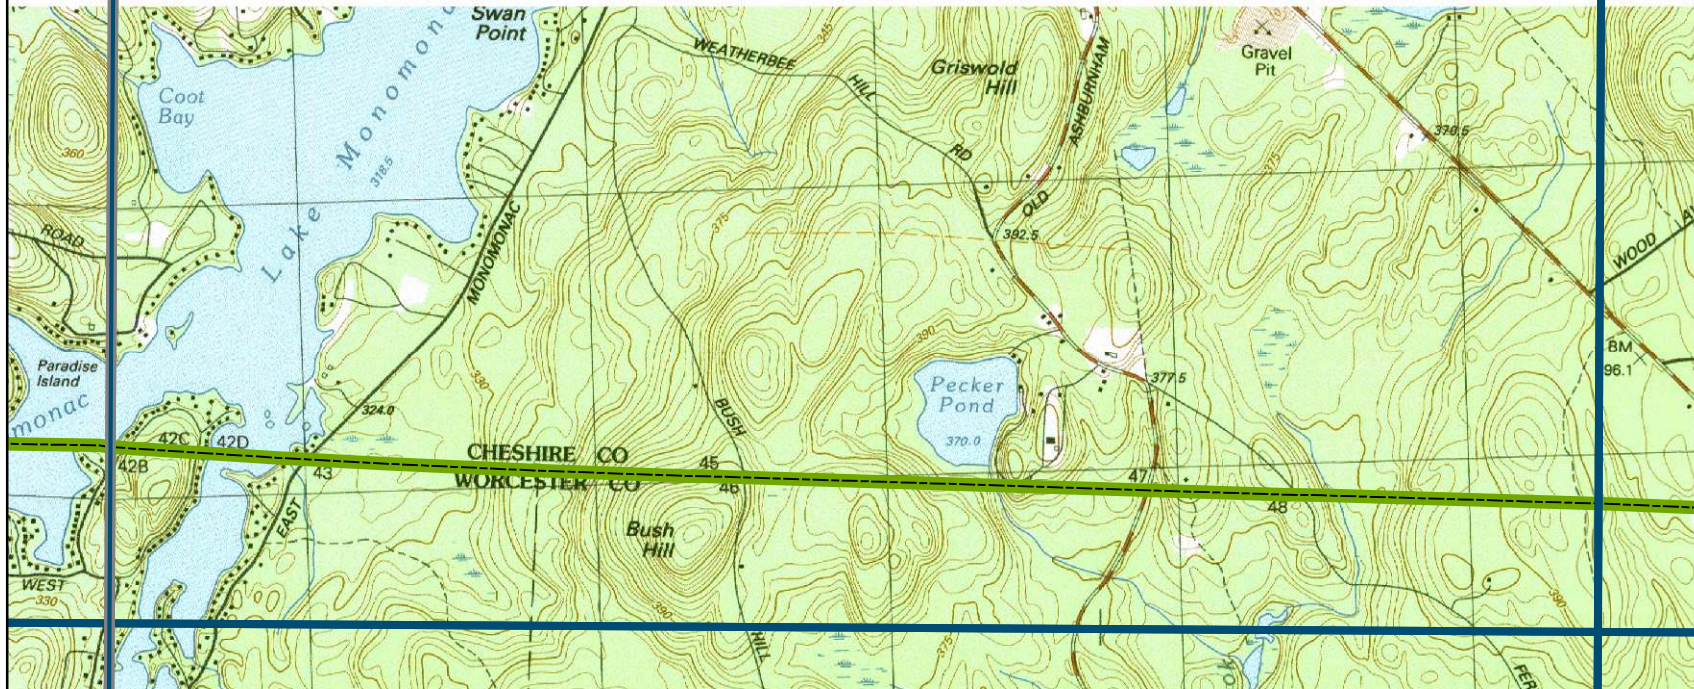 Swan
Point
WEATHERBEE
HILL
RD
345
Griswold
Hill
ASHBURNHAM
OLD
Gravel
Pit
Coot
Bay
Lake Monomonac
318.5
360
370.5
375
375
392.5
ROAD
MONOMONAC
WOOD
Paradise
Island
monac
330
324.0
BUSH
390
Pecker
Pond
370.0
377.5
BM
96.1
42C
42D
42B
43
CHESHIRE CO
WORCESTER CO
45
46
47
48
EAST
Bush
Hill
WEST
330
390
390
HILL
375
FER